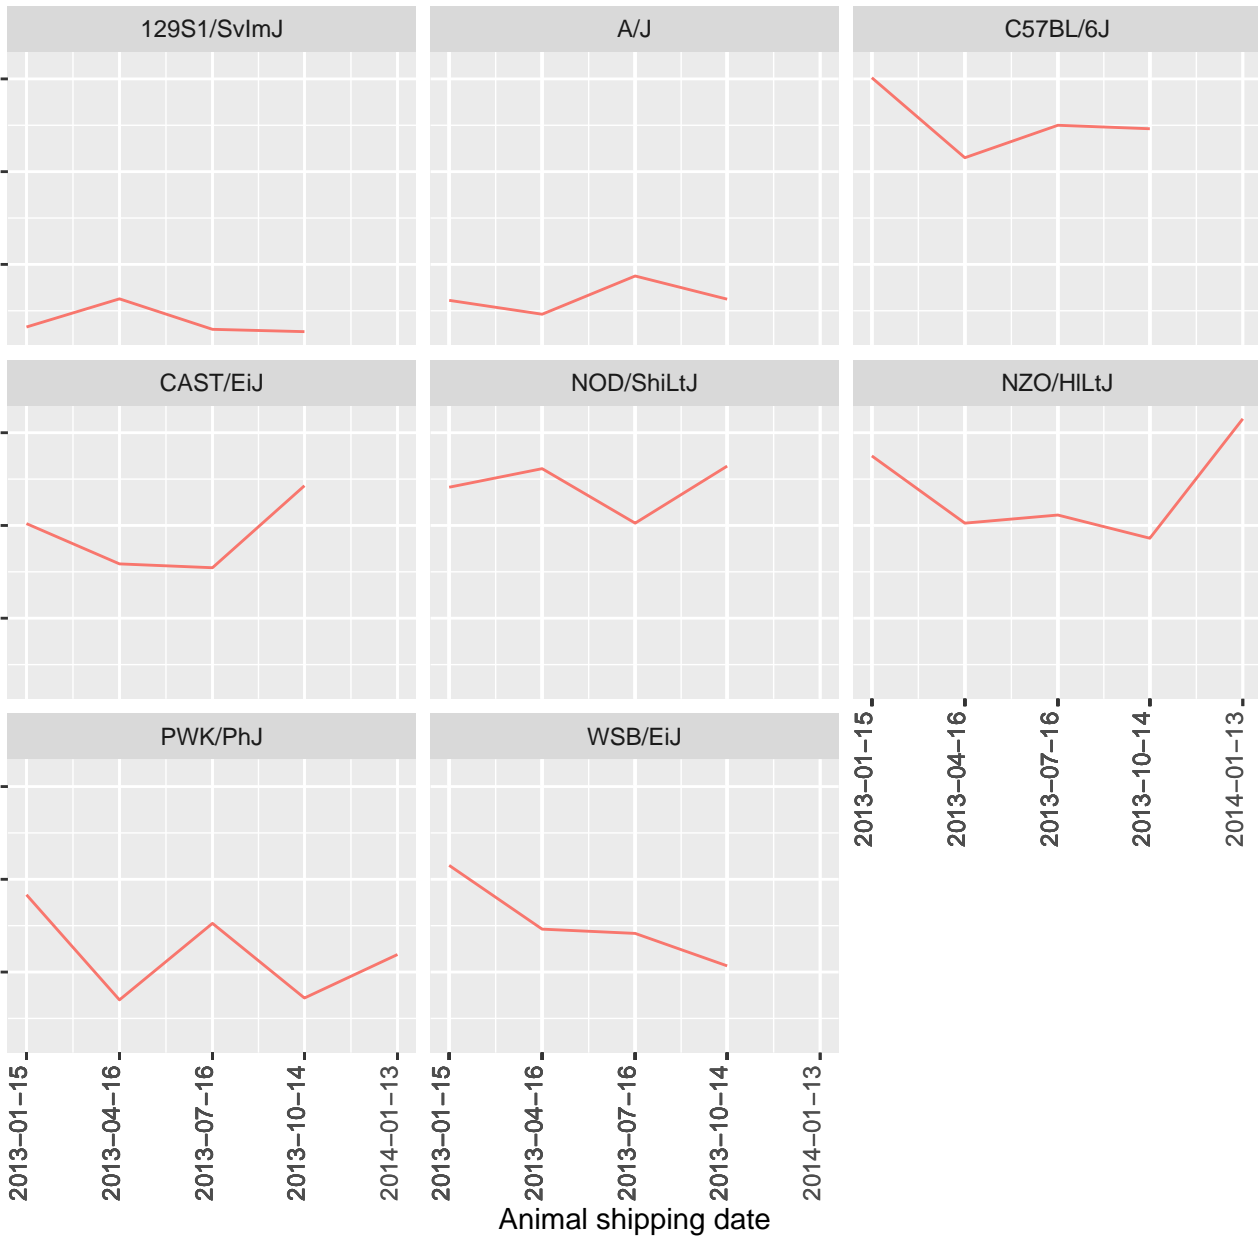 129S1/SvImJ
A/J
C57BL/6J
CAST/EiJ
NOD/ShiLtJ
NZO/HlLtJ
PWK/PhJ
WSB/EiJ
2013−01−15
2013−04−16
2013−07−16
2013−10−14
2014−01−13
2013−01−15
2013−04−16
2013−07−16
2013−10−14
2014−01−13
2013−01−15
2013−04−16
2013−07−16
2013−10−14
2014−01−13
Animal shipping date